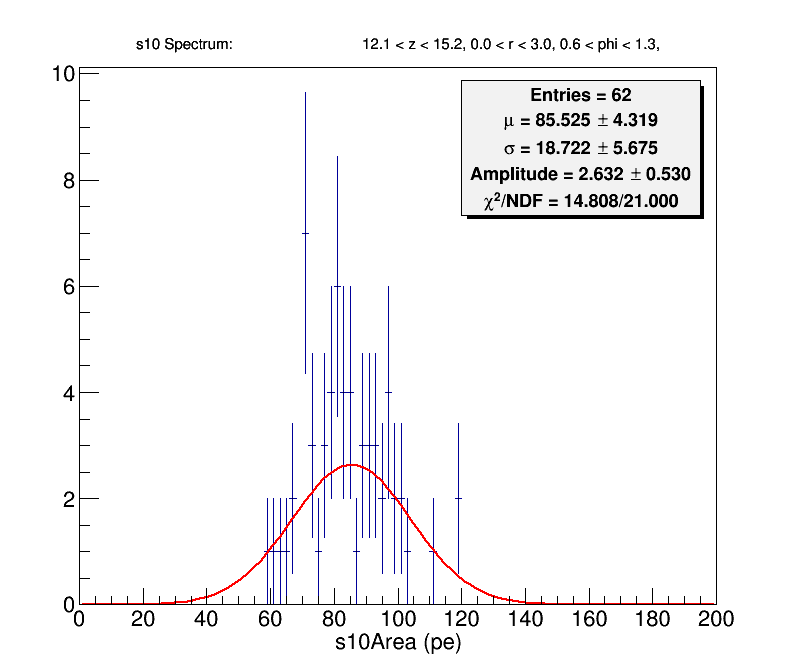 s10 Spectrum: 12.1 < z < 15.2, 0.0 < r < 3.0, 0.6 < phi < 1.3,
Entries = 62
μ = 85.525 ± 4.319
σ = 18.722 ± 5.675
Amplitude = 2.632 ± 0.530
χ²/NDF = 14.808/21.000
10
8
6
4
2
0
0 20 40 60 80 100 120 140 160 180 200
s10Area (pe)